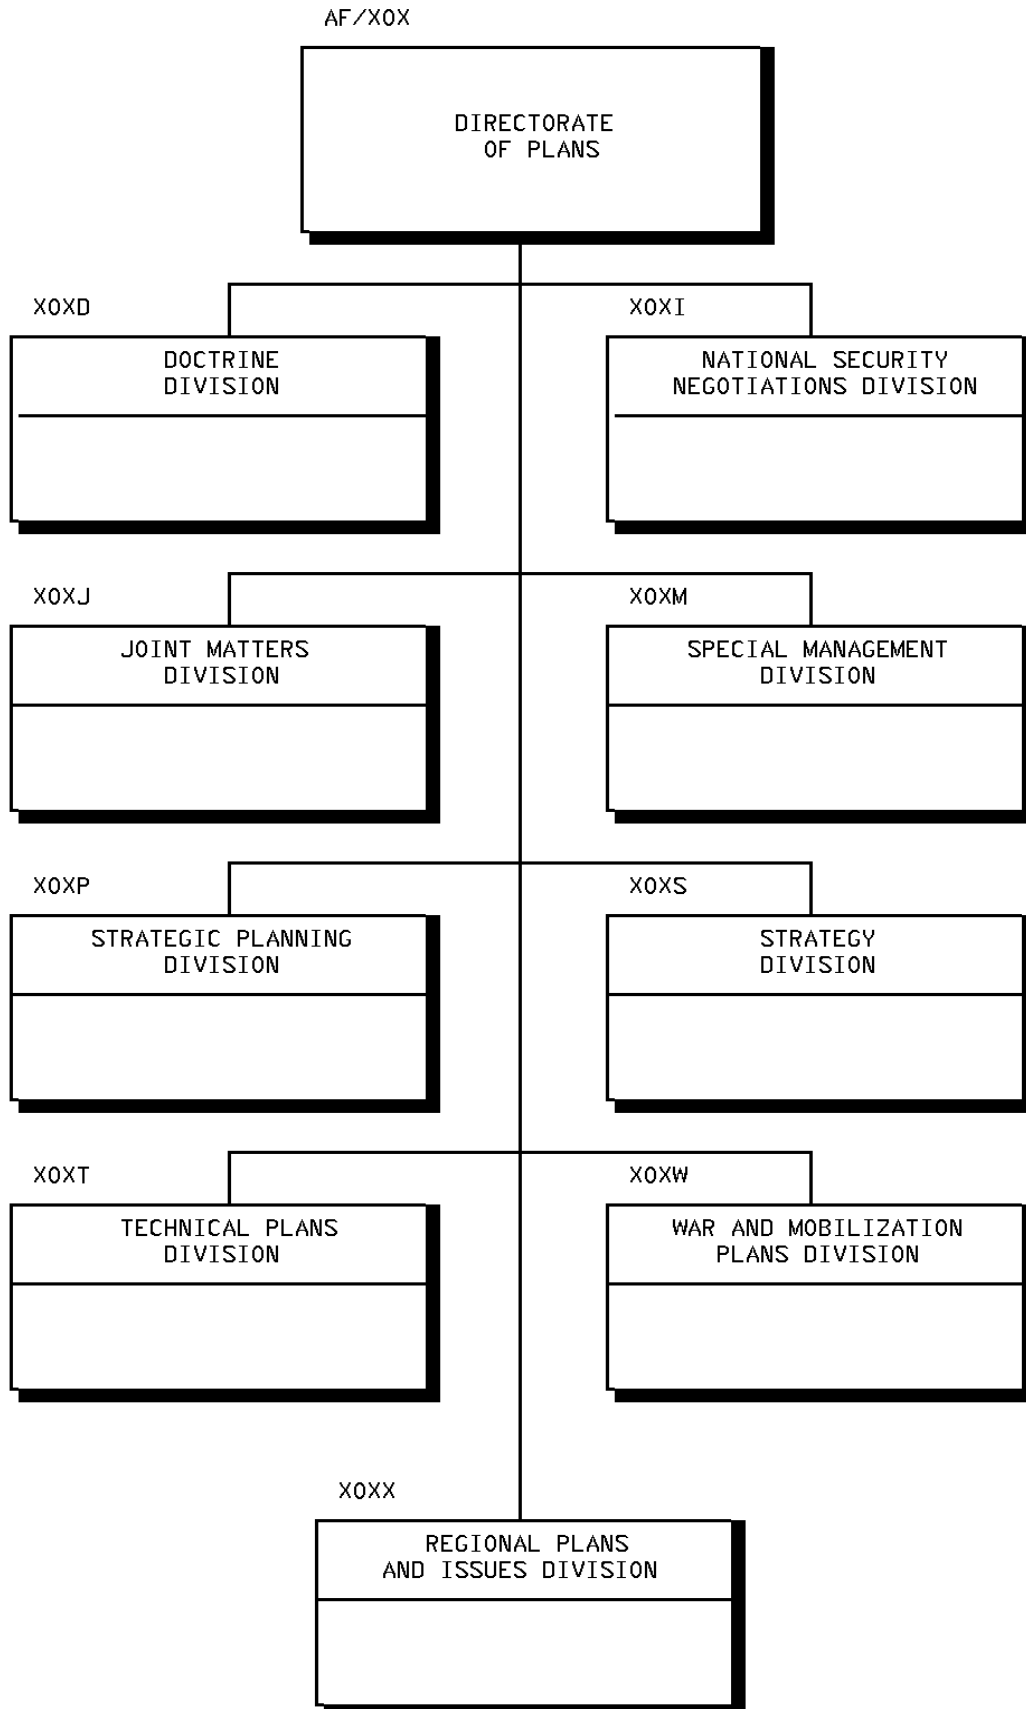 AF/XOX
DIRECTORATE
OF PLANS
XOXD
XOXI
DOCTRINE
DIVISION
NATIONAL SECURITY
NEGOTIATIONS DIVISION
XOXJ
XOXM
JOINT MATTERS
DIVISION
SPECIAL MANAGEMENT
DIVISION
XOXP
XOXS
STRATEGIC PLANNING
DIVISION
STRATEGY
DIVISION
XOXT
XOXW
TECHNICAL PLANS
DIVISION
WAR AND MOBILIZATION
PLANS DIVISION
XOXX
REGIONAL PLANS
AND ISSUES DIVISION